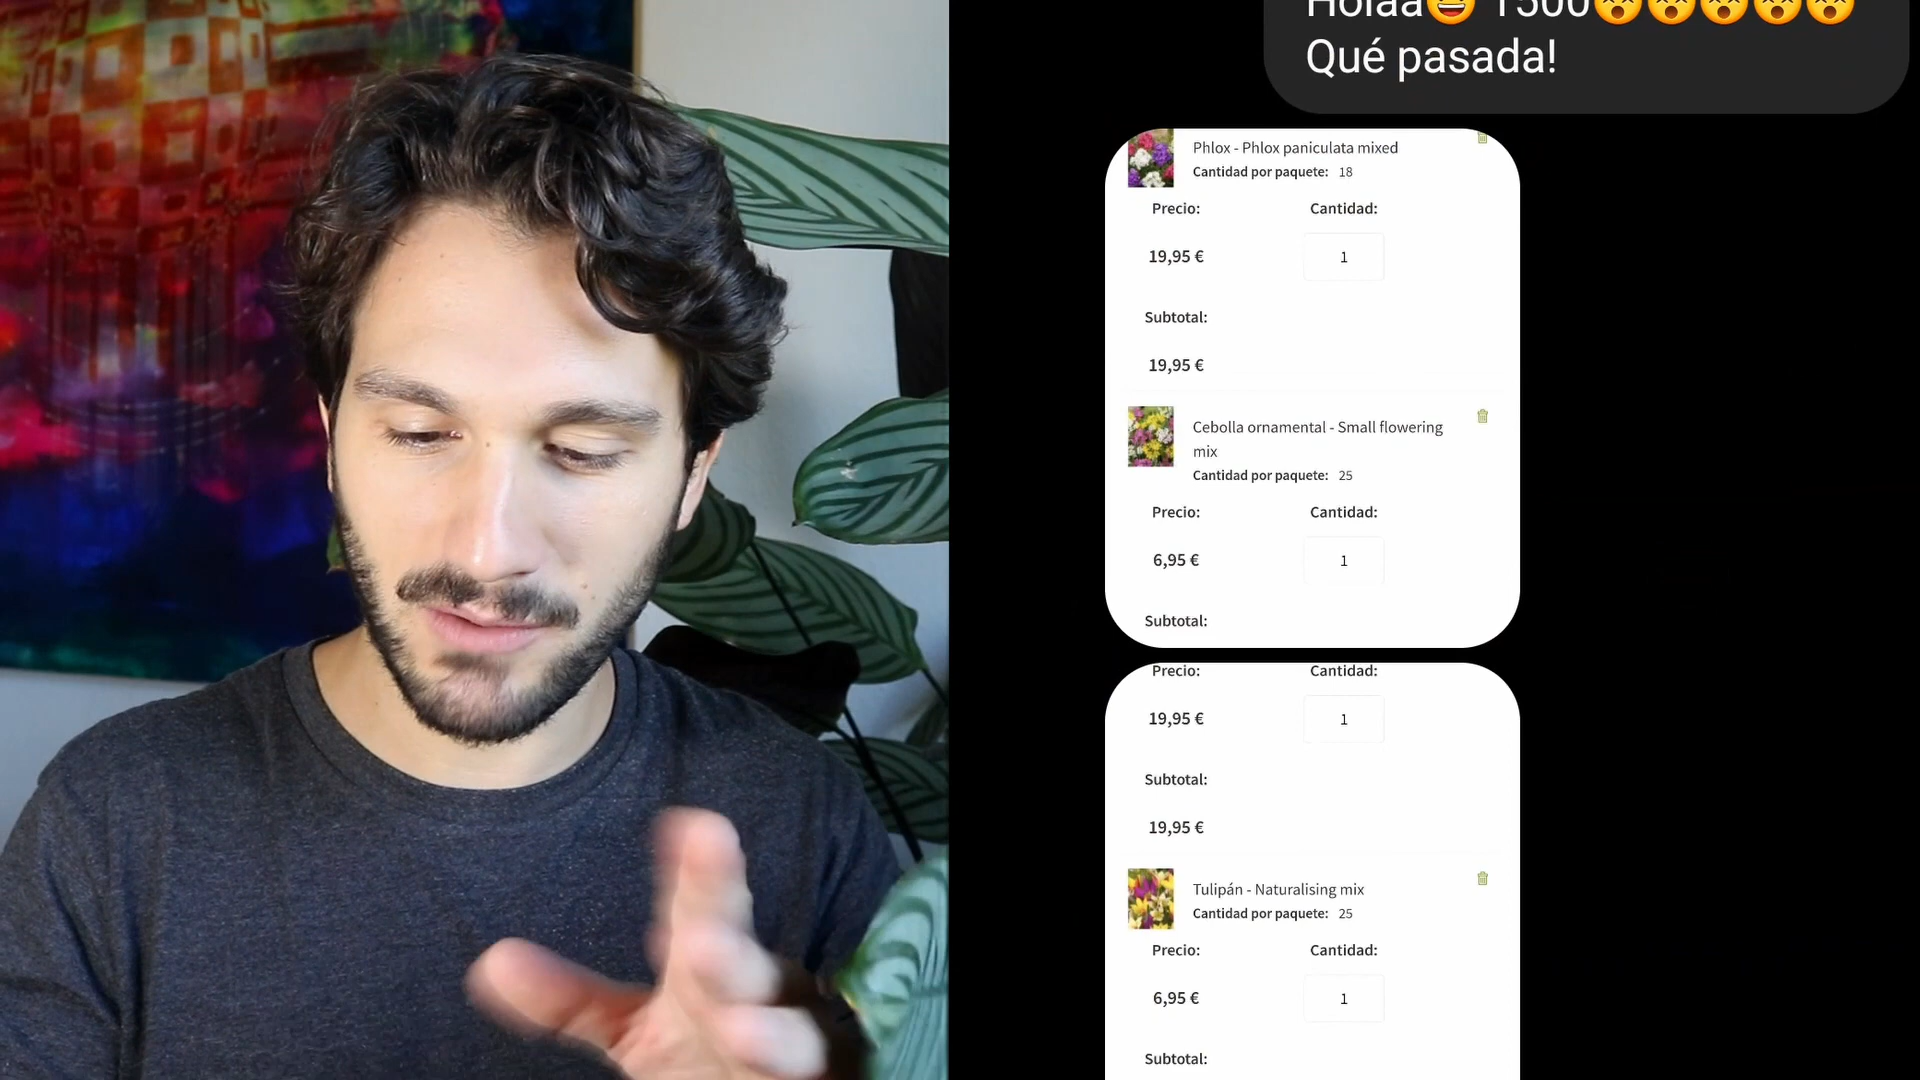 Holaa😄 1500😵😵😵😵😵
Qué pasada!
Phlox - Phlox paniculata mixed
Cantidad por paquete: 18
Precio: Cantidad:
19,95 € 1
Subtotal:
19,95 €
Cebolla ornamental - Small flowering
mix
Cantidad por paquete: 25
Precio: Cantidad:
6,95 € 1
Subtotal:
Precio: Cantidad:
19,95 € 1
Subtotal:
19,95 €
Tulipán - Naturalising mix
Cantidad por paquete: 25
Precio: Cantidad:
6,95 € 1
Subtotal: